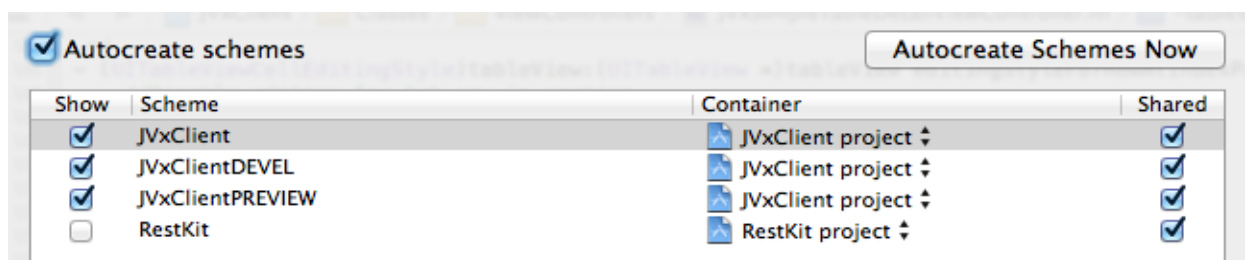 Autocreate schemes Autocreate Schemes Now
Show Scheme Container Shared
JVxClient JVxClient project
JVxClientDEVEL JVxClient project
JVxClientPREVIEW JVxClient project
RestKit RestKit project